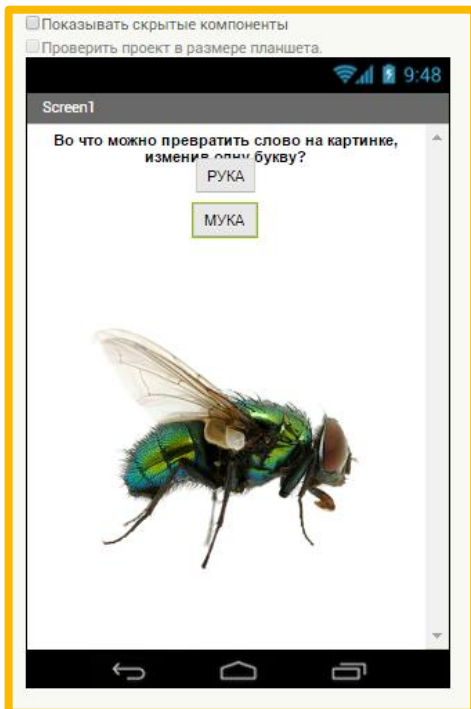 Показывать скрытые компоненты
Проверить проект в размере планшета.
9:48
Screen1
Во что можно превратить слово на картинке,
изменив одну букву?
РУКА
МУКА